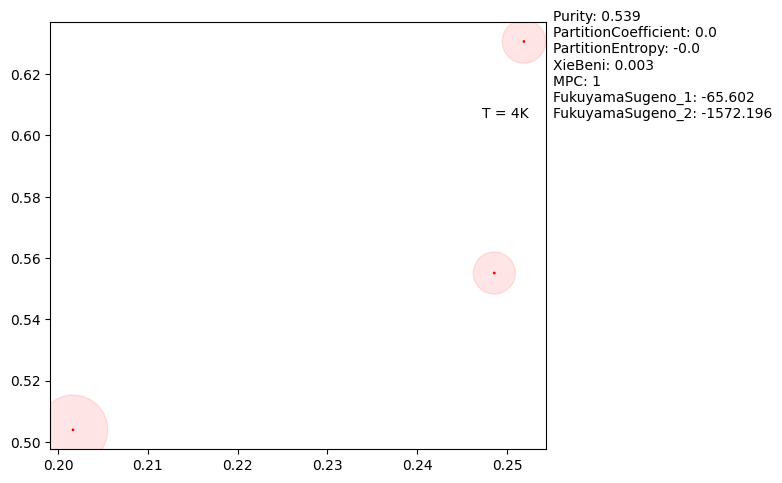 Purity: 0.539
PartitionCoefficient: 0.0
PartitionEntropy: -0.0
XieBeni: 0.003
MPC: 1
FukuyamaSugeno_1: -65.602
FukuyamaSugeno_2: -1572.196
T = 4K
0.62
0.60
0.58
0.56
0.54
0.52
0.50
0.20 0.21 0.22 0.23 0.24 0.25